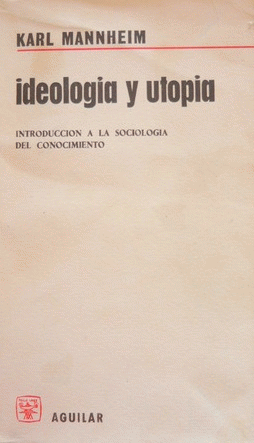 KARL MANNHEIM
ideologia y utopia
INTRODUCCION A LA SOCIOLOGIA
DEL CONOCIMIENTO
AGUILAR